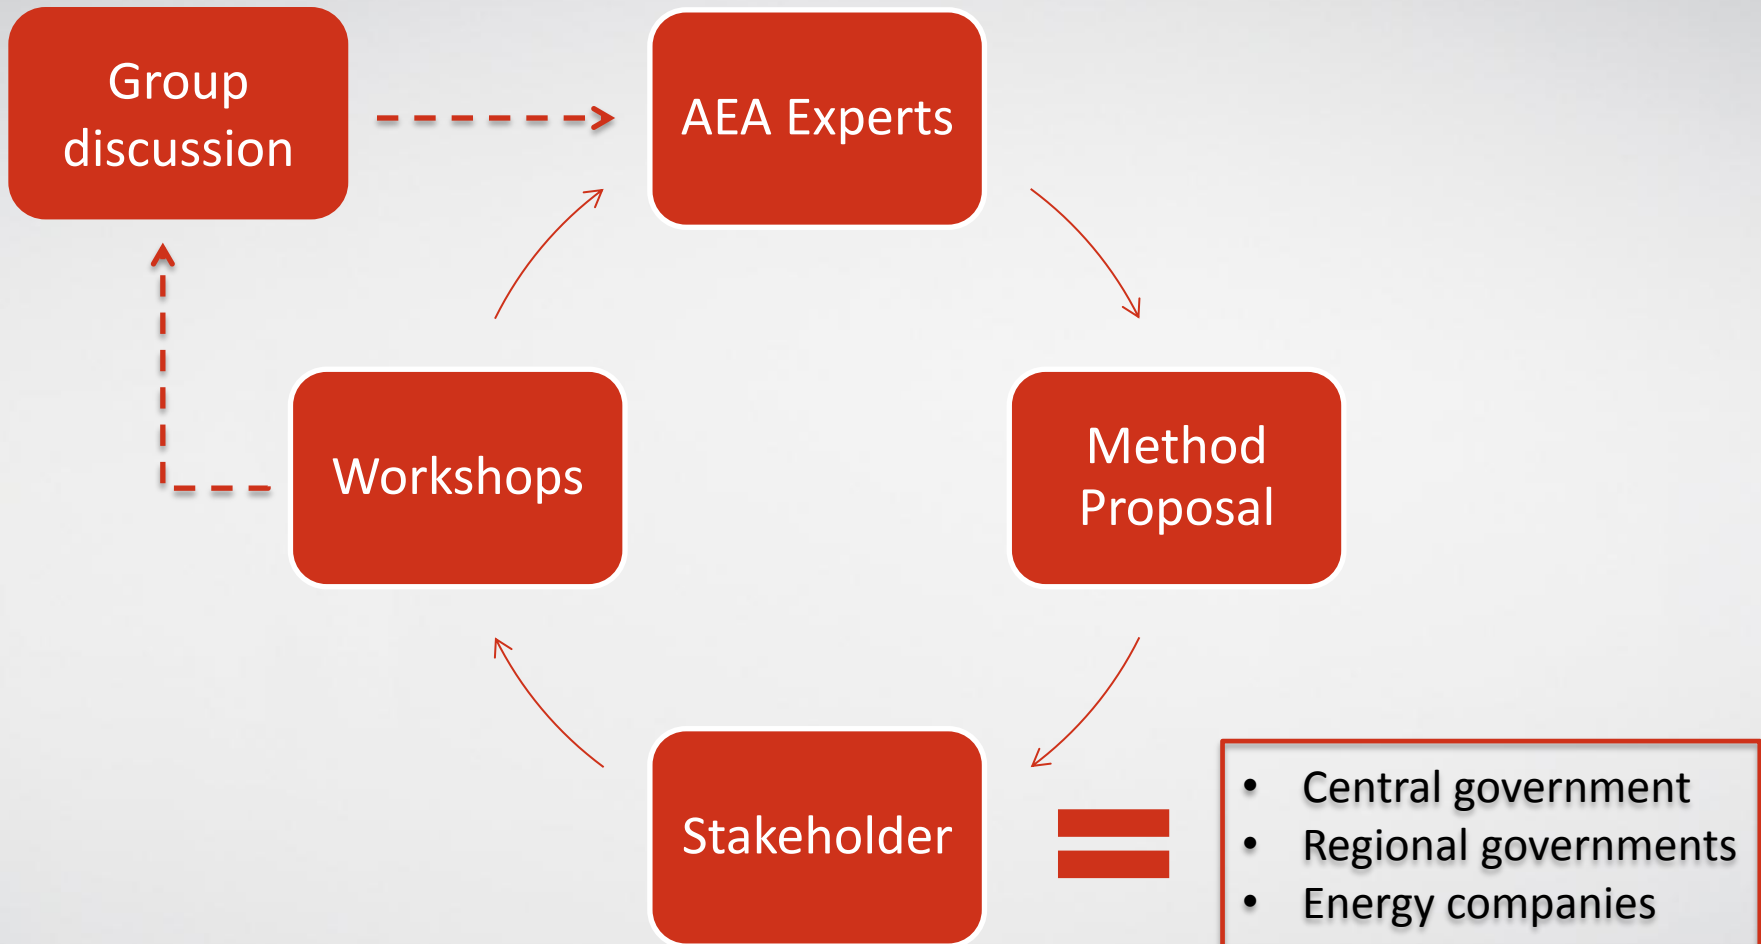 Group
discussion
AEA Experts
Workshops
Method
Proposal
Stakeholder
• Central government
• Regional governments
• Energy companies